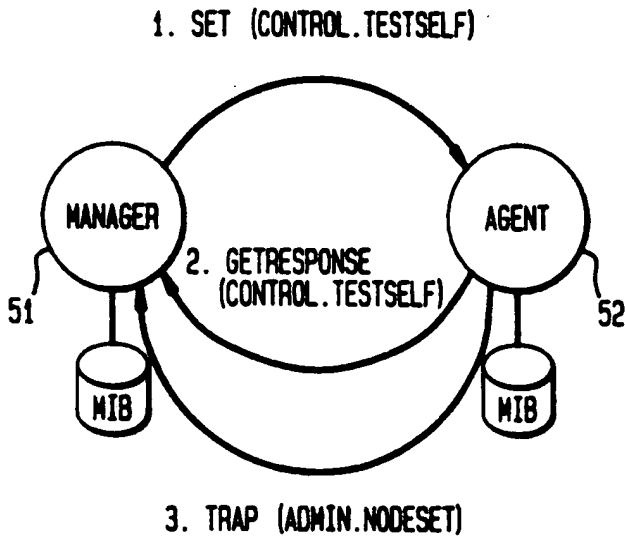 1. SET (CONTROL.TESTSELF)
MANAGER
AGENT
2. GETRESPONSE
(CONTROL.TESTSELF)
51
52
MIB
MIB
3. TRAP (ADMIN.NODESET)